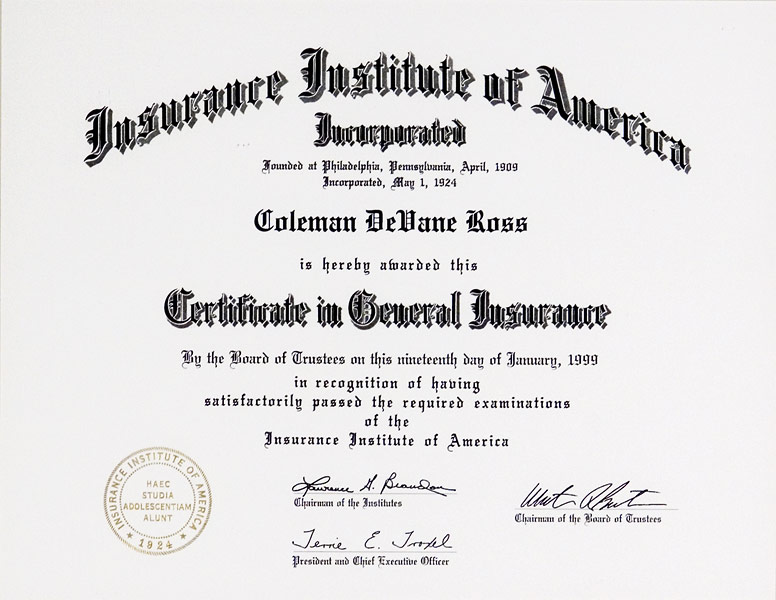 Insurance Institute of America
Incorporated
Founded at Philadelphia, Pennsylvania, April, 1909
Incorporated, May 1, 1924
Coleman DeVane Ross
is hereby awarded this
Certificate in General Insurance
By the Board of Trustees on this nineteenth day of January, 1999
in recognition of having
satisfactorily passed the required examinations
of the
Insurance Institute of America
INSURANCE INSTITUTE OF AMERICA
HAEC
STUDIA
ADOLESCENTIAM
ALUNT
★ 1924 ★
Lawrence G. Brandon
Chairman of the Institutes
Chairman of the Board of Trustees
Terrie E. Troxel
President and Chief Executive Officer